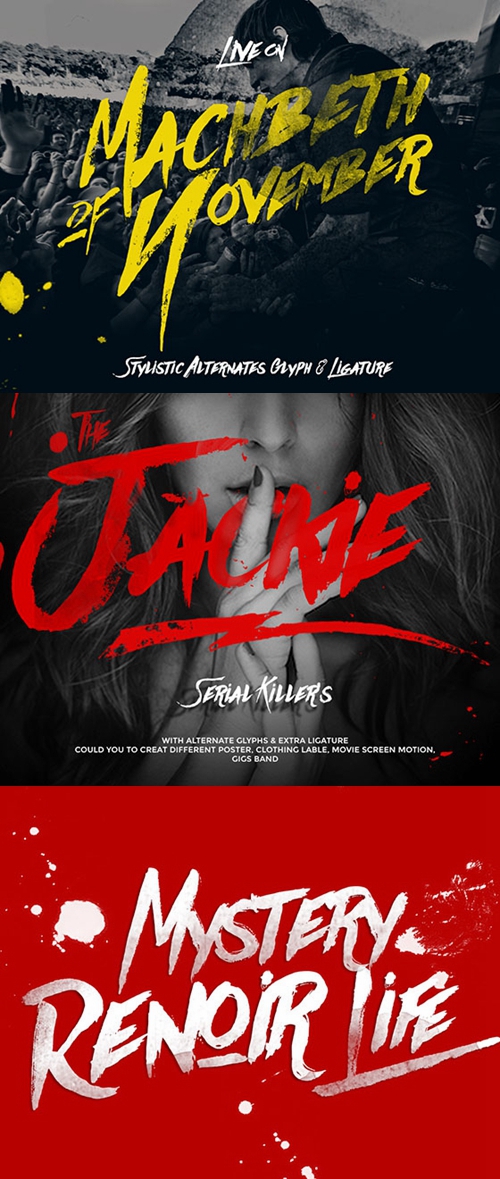 Live on
Machbeth
of November
Stylistic Alternates Glyph & Ligature
The
Jackie
Serial Killer's
WITH ALTERNATE GLYPHS & EXTRA LIGATURE
COULD YOU TO CREAT DIFFERENT POSTER, CLOTHING LABLE, MOVIE SCREEN MOTION,
GIGS BAND
Mystery
Renoir Life